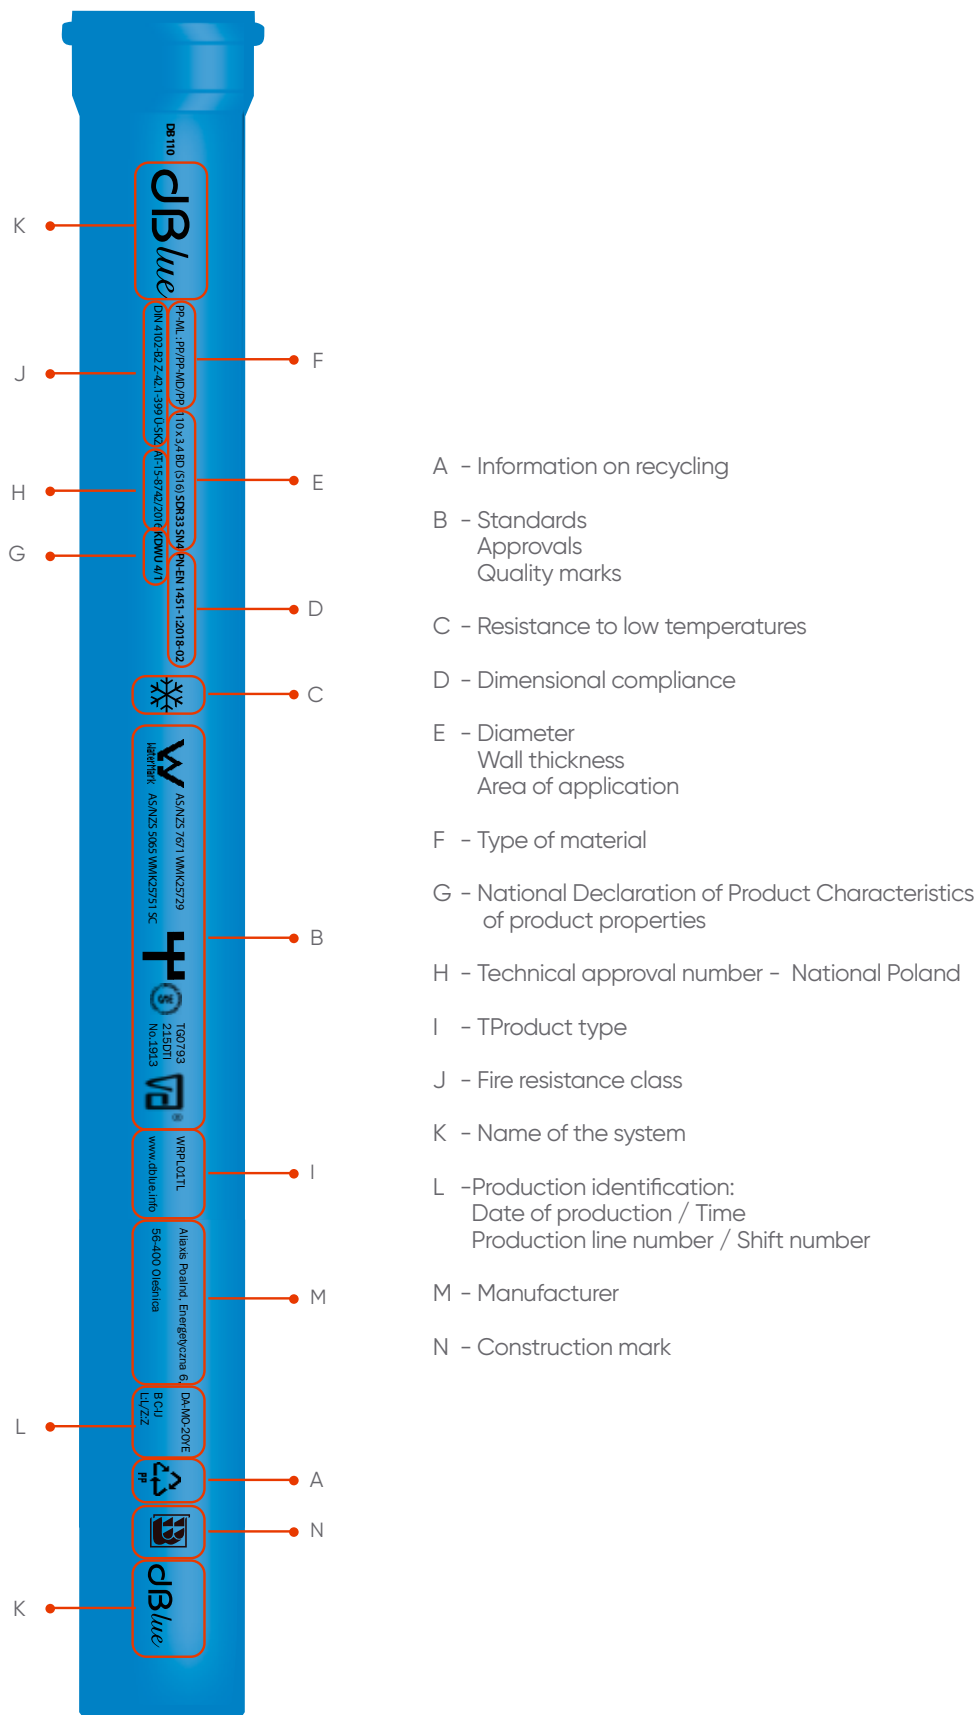 DB 110
K
dBlue
PP-ML : PP/PP-MD/PP
DIN 4102-B2 Z-42.1-399 Ü-SKZ
F
J
110 x 3,4 BD (S16) SDR33 SN4
E
AT-15-8742/2016
H
KDWU 4/1
G
PN-EN 1451-1:2018-02
D
C
WaterMark
AS/NZS 7671 WMK25729
AS/NZS 5065 WMK25751 SC
TG0793
215DTI
No.1913
®
B
WRPL01TL
www.dblue.info
I
Aliaxis Poalnd, Energetyczna 6,
56-400 Oleśnica
M
DA-MO-20YE
B-C-IJ
L:L/Z:Z
L
PP
A
N
dBlue
K
A - Information on recycling
B - Standards
Approvals
Quality marks
C - Resistance to low temperatures
D - Dimensional compliance
E - Diameter
Wall thickness
Area of application
F - Type of material
G - National Declaration of Product Characteristics
of product properties
H - Technical approval number - National Poland
I - TProduct type
J - Fire resistance class
K - Name of the system
L -Production identification:
Date of production / Time
Production line number / Shift number
M - Manufacturer
N - Construction mark